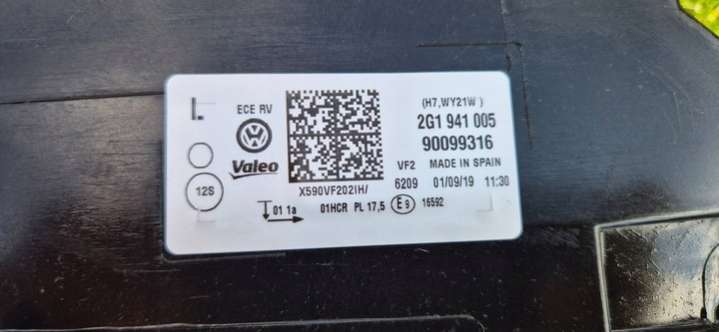 L
ECE RV
(H7,WY21W )
2G1 941 005
Valeo
90099316
VF2 MADE IN SPAIN
X590VF202IH/
6209 01/09/19 11:30
12S
01 1a
01HCR PL 17,5 E9 16592